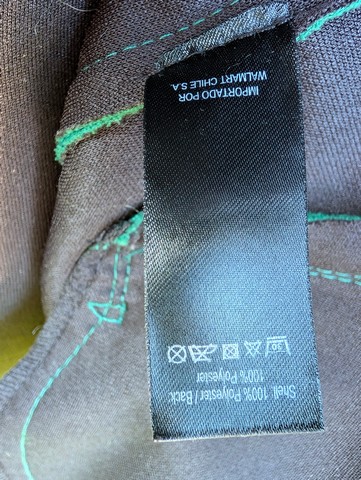 Shell: 100% Polyester/ Back
100% Polyester
IMPORTADO POR:
WALMART CHILE S.A.